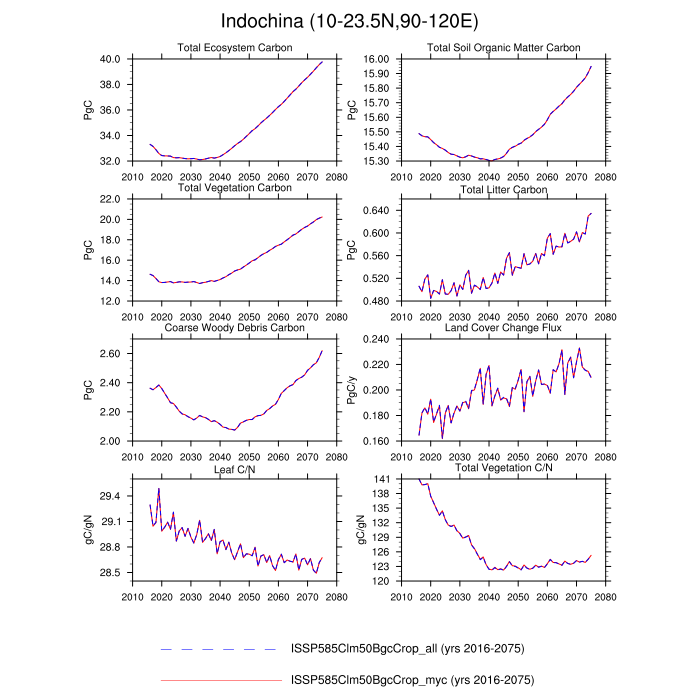 Indochina (10-23.5N,90-120E)
Total Ecosystem Carbon
40.0
38.0
36.0
34.0
32.0
PgC
2010 2020 2030 2040 2050 2060 2070 2080
Total Soil Organic Matter Carbon
16.00
15.90
15.80
15.70
15.60
15.50
15.40
15.30
PgC
2010 2020 2030 2040 2050 2060 2070 2080
Total Vegetation Carbon
22.0
20.0
18.0
16.0
14.0
12.0
PgC
2010 2020 2030 2040 2050 2060 2070 2080
Total Litter Carbon
0.640
0.600
0.560
0.520
0.480
PgC
2010 2020 2030 2040 2050 2060 2070 2080
Coarse Woody Debris Carbon
2.60
2.40
2.20
2.00
PgC
2010 2020 2030 2040 2050 2060 2070 2080
Land Cover Change Flux
0.240
0.220
0.200
0.180
0.160
PgC/y
2010 2020 2030 2040 2050 2060 2070 2080
Leaf C/N
29.4
29.1
28.8
28.5
gC/gN
2010 2020 2030 2040 2050 2060 2070 2080
Total Vegetation C/N
141
138
135
132
129
126
123
120
gC/gN
2010 2020 2030 2040 2050 2060 2070 2080
ISSP585Clm50BgcCrop_all (yrs 2016-2075)
ISSP585Clm50BgcCrop_myc (yrs 2016-2075)